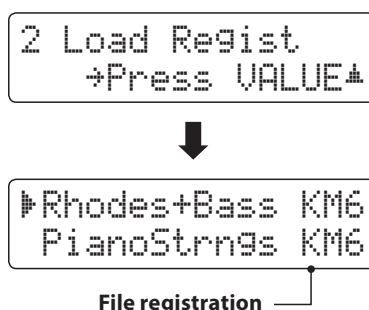 2 Load Regist
→Press VALUE▲
▶Rhodes+Bass KM6
PianoStrngs KM6
File registration